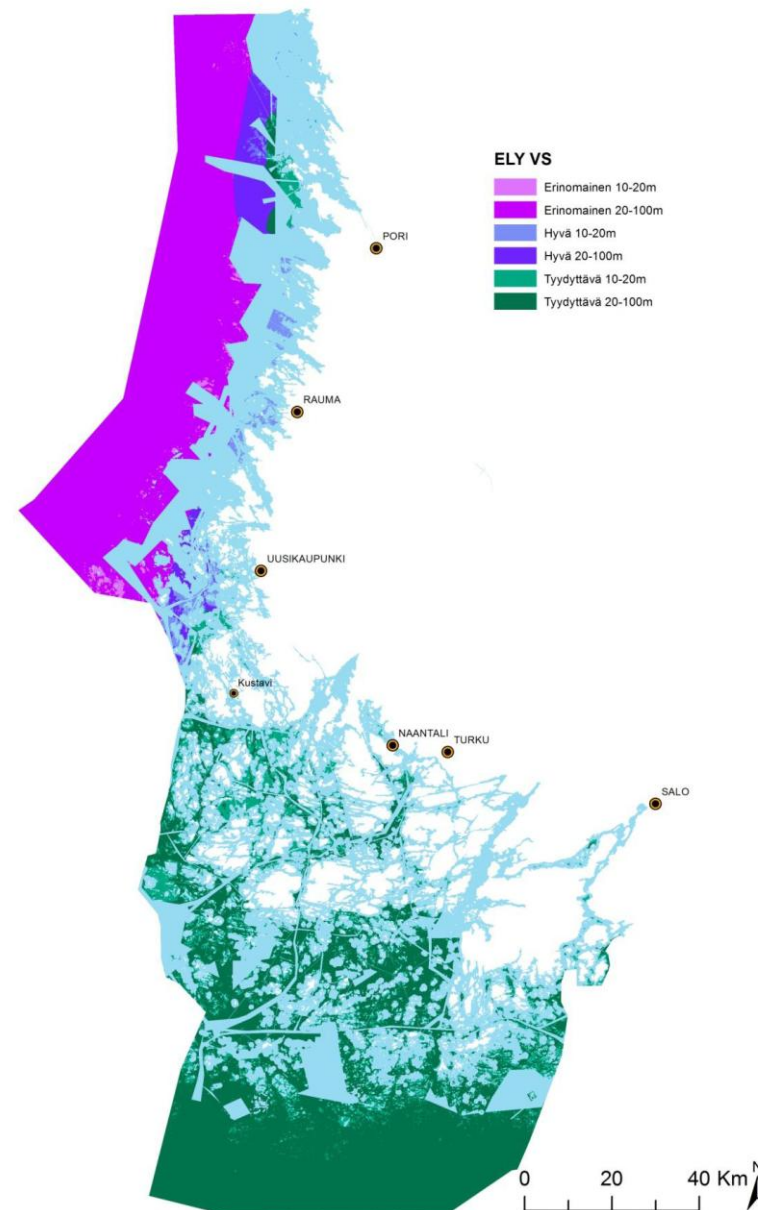 ELY VS
Erinomainen 10-20m
Erinomainen 20-100m
Hyvä 10-20m
Hyvä 20-100m
Tyydyttävä 10-20m
Tyydyttävä 20-100m
PORI
RAUMA
UUSIKAUPUNKI
Kustavi
NAANTALI
TURKU
SALO
0 20 40 Km
N